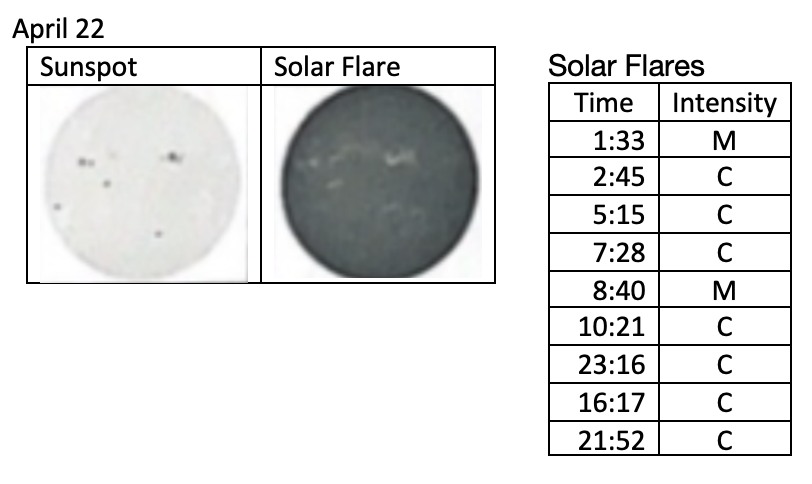 April 22
Sunspot Solar Flare
Solar Flares
Time Intensity
1:33 M
2:45 C
5:15 C
7:28 C
8:40 M
10:21 C
23:16 C
16:17 C
21:52 C